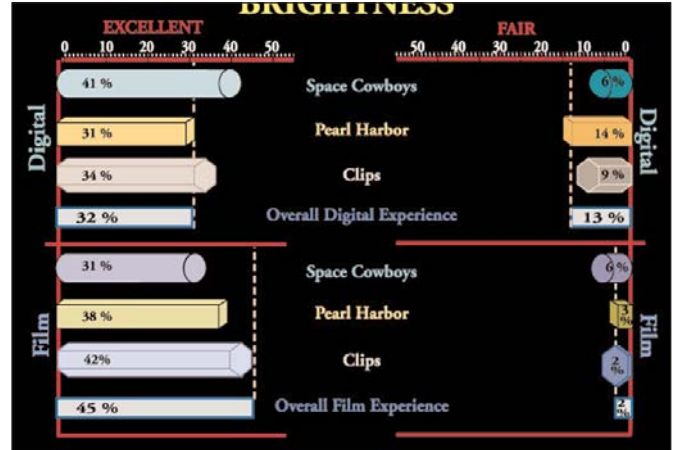 BRIGHTNESS
EXCELLENT FAIR
0 10 20 30 40 50 50 40 30 20 10 0
Digital
41 % Space Cowboys 6 %
31 % Pearl Harbor 14 %
34 % Clips 9 %
32 % Overall Digital Experience 13 %
Digital
Film
31 % Space Cowboys 6 %
38 % Pearl Harbor 3 %
42% Clips 2 %
45 % Overall Film Experience 2 %
Film